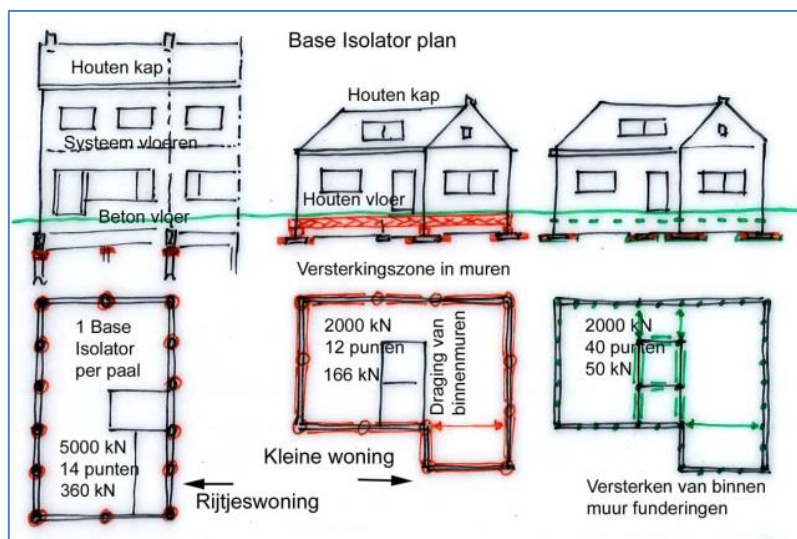 Base Isolator plan
Houten kap
Systeem vloeren
Beton vloer
Houten kap
Houten vloer
Versterkingszone in muren
1 Base
Isolator
per paal
5000 kN
14 punten
360 kN
Rijtjeswoning
2000 kN
12 punten
166 kN
Draging van
binnenmuren
Kleine woning
2000 kN
40 punten
50 kN
Versterken van binnen
muur funderingen